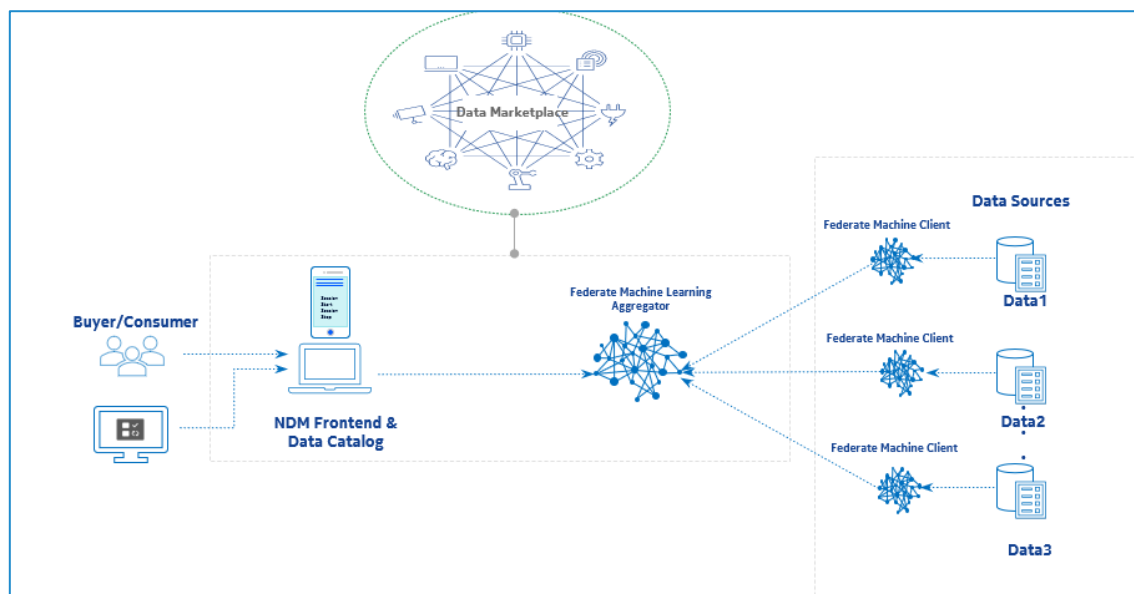 Data Marketplace
Data Sources
Federate Machine Client
Data1
Federate Machine Learning
Aggregator
Buyer/Consumer
Federate Machine Client
NDM Frontend &
Data Catalog
Data2
Federate Machine Client
Data3